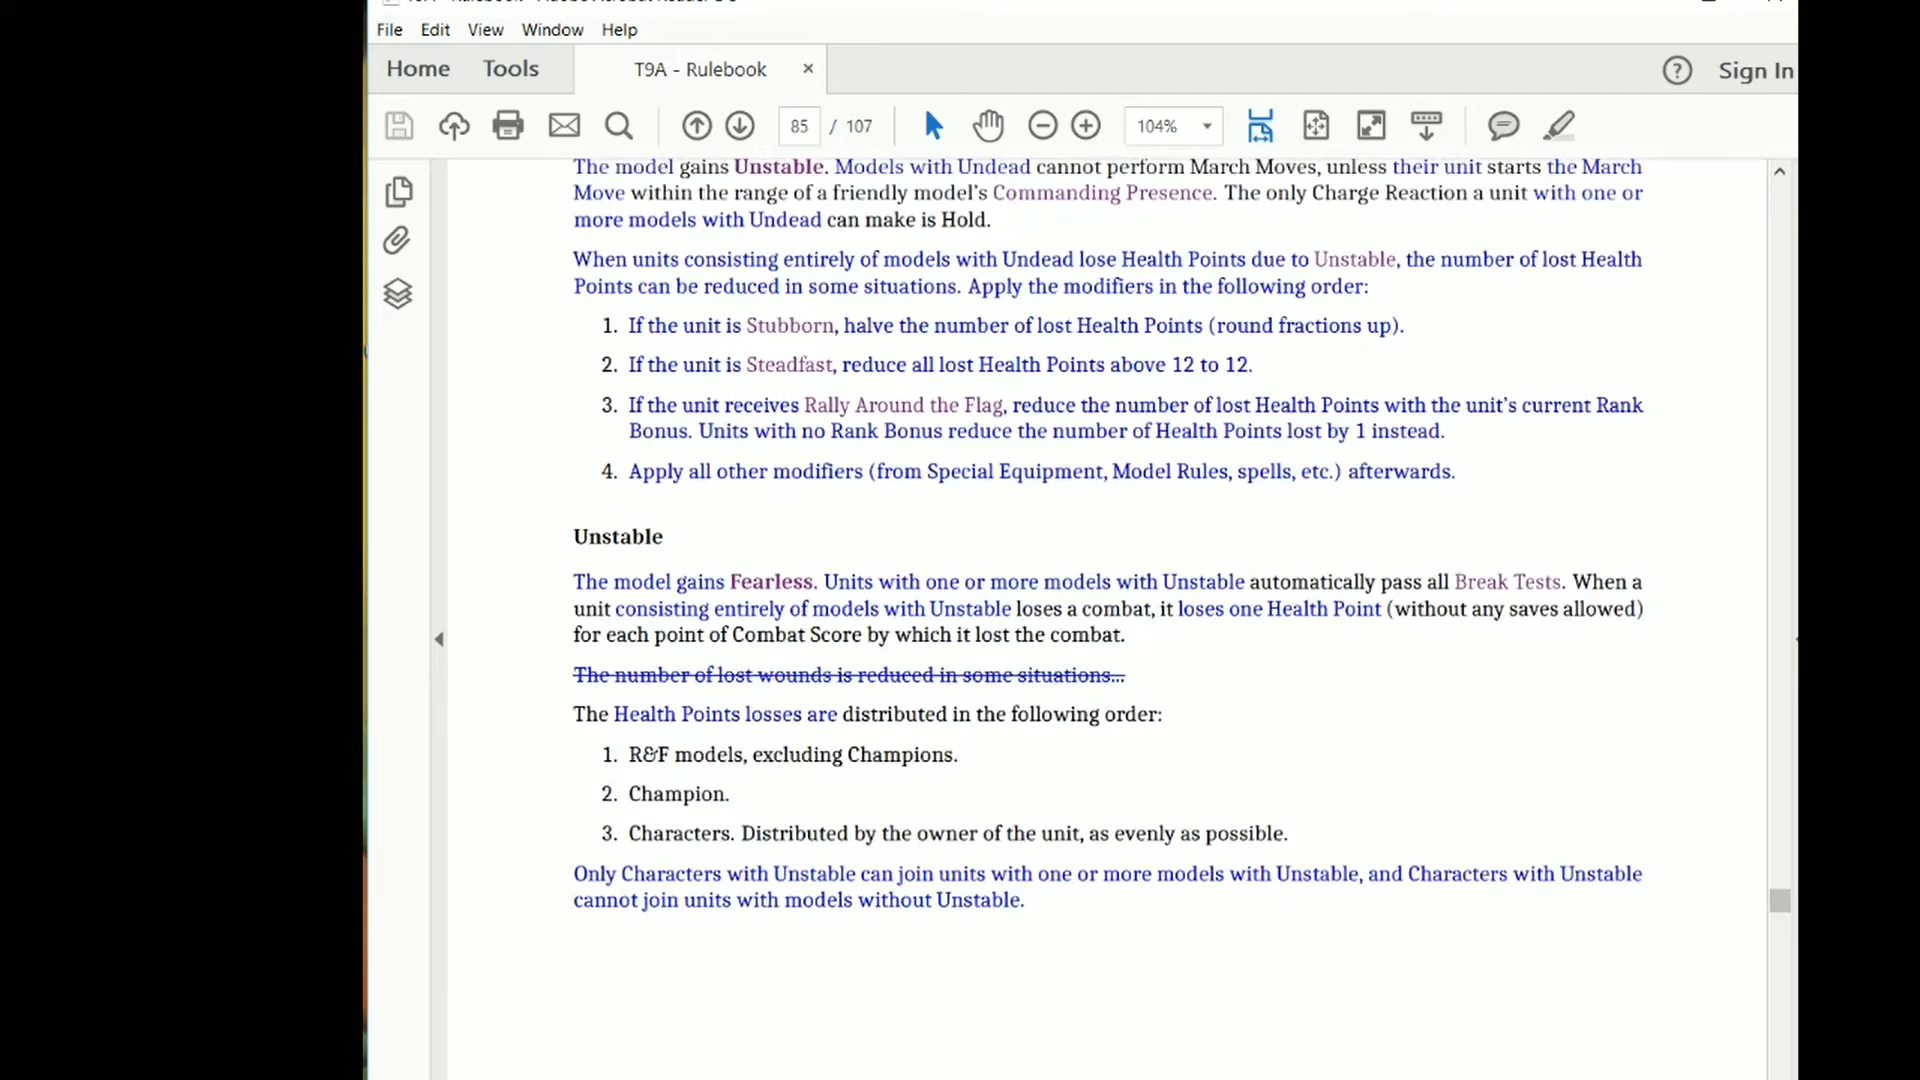 File Edit View Window Help
Home Tools T9A - Rulebook × ? Sign In
85 / 107 104%
The model gains Unstable. Models with Undead cannot perform March Moves, unless their unit starts the March
Move within the range of a friendly model’s Commanding Presence. The only Charge Reaction a unit with one or
more models with Undead can make is Hold.
When units consisting entirely of models with Undead lose Health Points due to Unstable, the number of lost Health
Points can be reduced in some situations. Apply the modifiers in the following order:
1. If the unit is Stubborn, halve the number of lost Health Points (round fractions up).
2. If the unit is Steadfast, reduce all lost Health Points above 12 to 12.
3. If the unit receives Rally Around the Flag, reduce the number of lost Health Points with the unit’s current Rank
Bonus. Units with no Rank Bonus reduce the number of Health Points lost by 1 instead.
4. Apply all other modifiers (from Special Equipment, Model Rules, spells, etc.) afterwards.
Unstable
The model gains Fearless. Units with one or more models with Unstable automatically pass all Break Tests. When a
unit consisting entirely of models with Unstable loses a combat, it loses one Health Point (without any saves allowed)
for each point of Combat Score by which it lost the combat.
The number of lost wounds is reduced in some situations...
The Health Points losses are distributed in the following order:
1. R&F models, excluding Champions.
2. Champion.
3. Characters. Distributed by the owner of the unit, as evenly as possible.
Only Characters with Unstable can join units with one or more models with Unstable, and Characters with Unstable
cannot join units with models without Unstable.